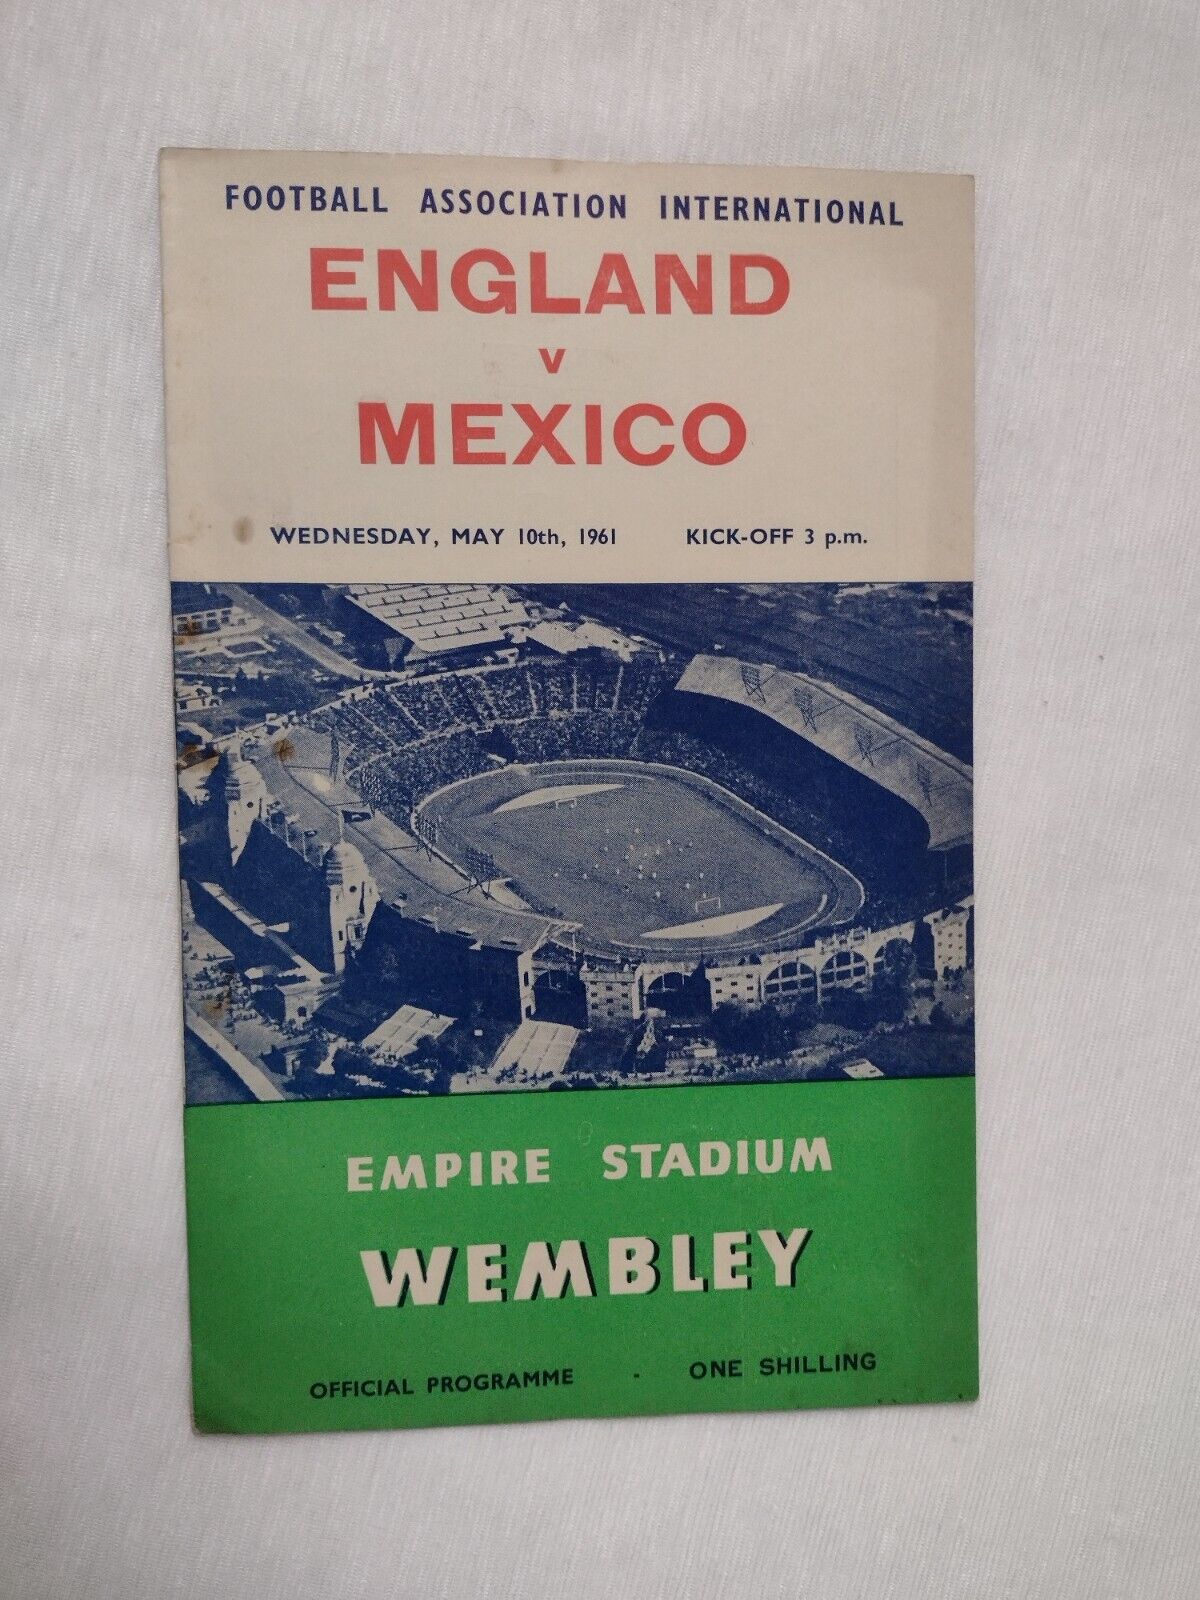 FOOTBALL ASSOCIATION INTERNATIONAL
ENGLAND
v
MEXICO
WEDNESDAY, MAY 10th, 1961 KICK-OFF 3 p.m.
EMPIRE STADIUM
WEMBLEY
OFFICIAL PROGRAMME - ONE SHILLING